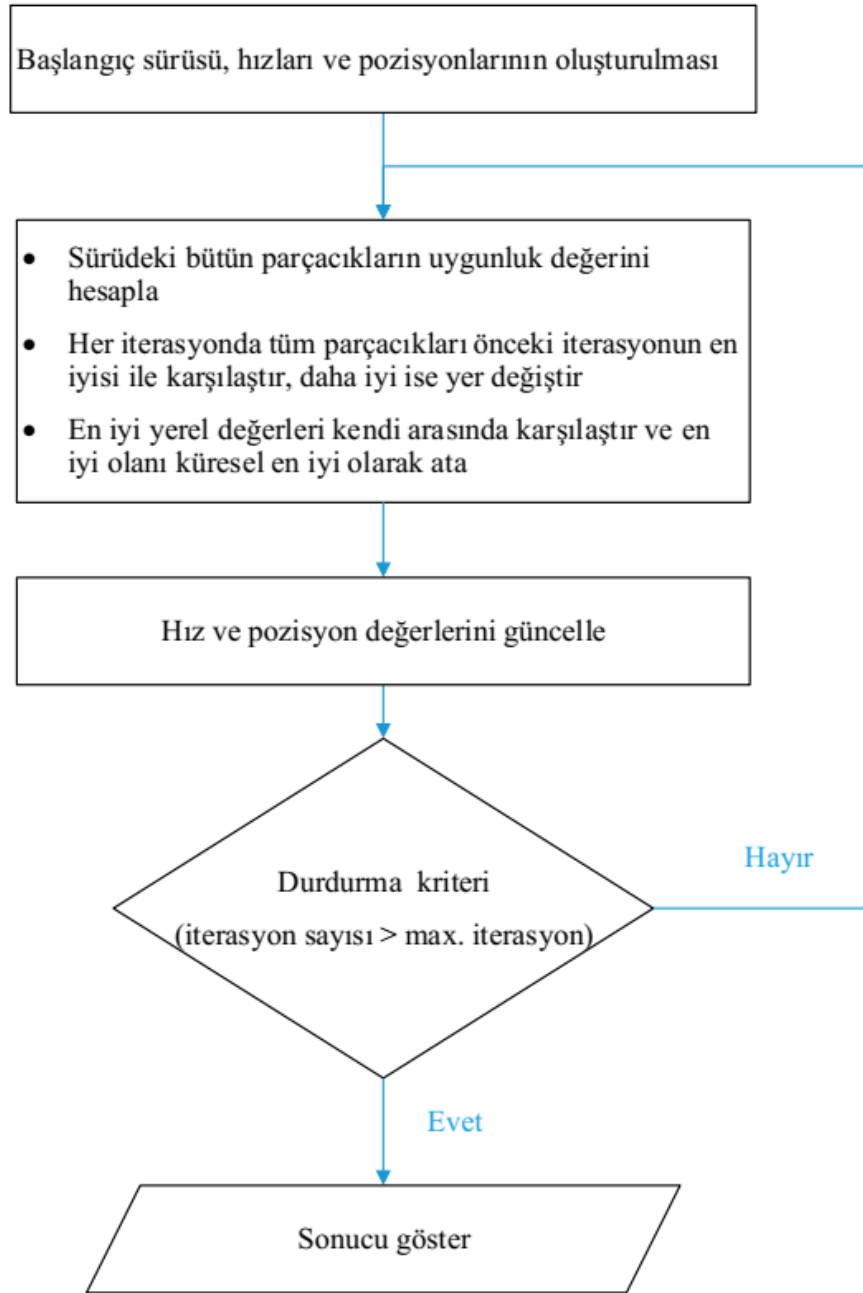 Başlangıç sürüsü, hızları ve pozisyonlarının oluşturulması
• Sürüdeki bütün parçacıkların uygunluk değerini
hesapla
• Her iterasyonda tüm parçacıkları önceki iterasyonun en
iyisi ile karşılaştır, daha iyi ise yer değiştir
• En iyi yerel değerleri kendi arasında karşılaştır ve en
iyi olanı küresel en iyi olarak ata
Hız ve pozisyon değerlerini güncelle
Durdurma kriteri
(iterasyon sayısı > max. iterasyon)
Hayır
Evet
Sonucu göster